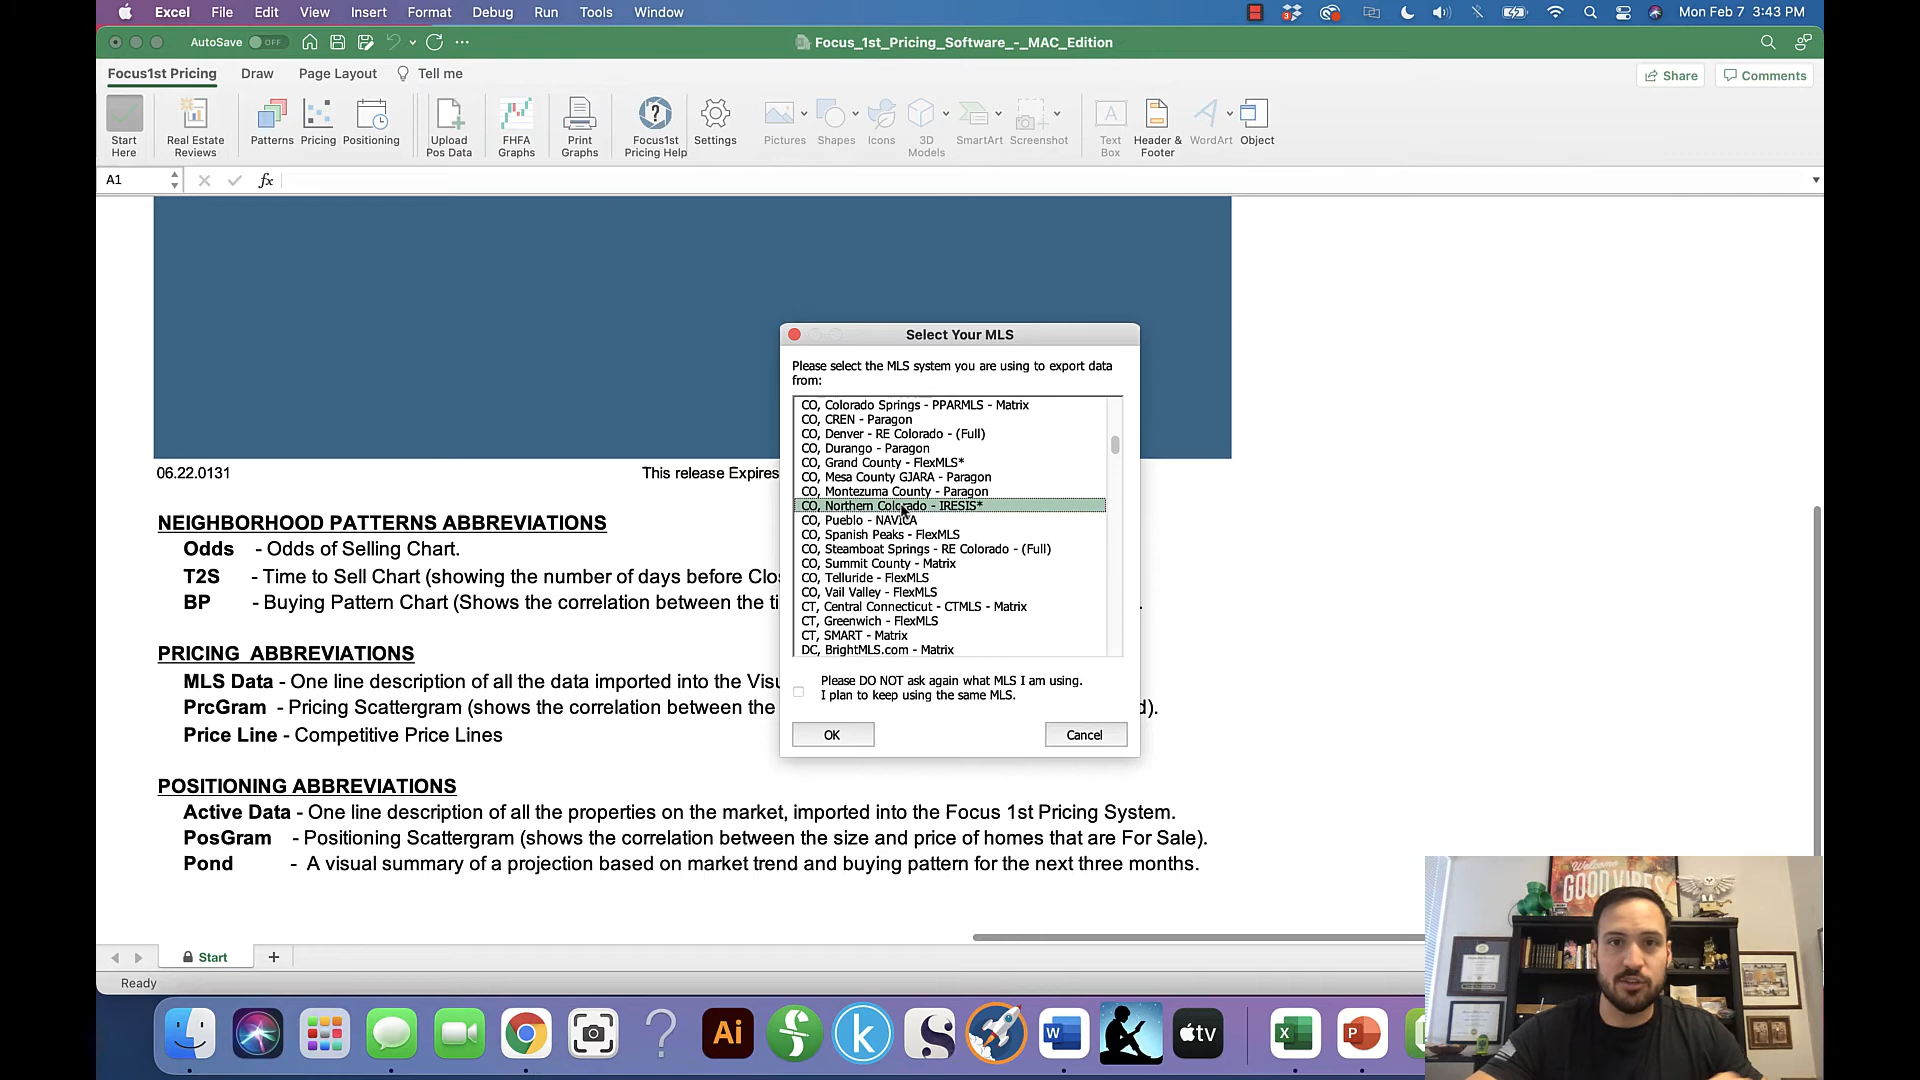 Excel File Edit View Insert Format Debug Run Tools Window
3
Mon Feb 7 3:43 PM
AutoSave OFF
Focus_1st_Pricing_Software_-_MAC_Edition
Focus1st Pricing Draw Page Layout Tell me
Share Comments
Start Here
Real Estate Reviews
Patterns
Pricing
Positioning
Upload Pos Data
FHFA Graphs
Print Graphs
Focus1st Pricing Help
Settings
Pictures
Shapes
Icons
3D Models
SmartArt
Screenshot
Text Box
Header & Footer
WordArt
Object
A1
fx
06.22.0131
This release Expires
NEIGHBORHOOD PATTERNS ABBREVIATIONS
Odds - Odds of Selling Chart.
T2S - Time to Sell Chart (showing the number of days before Clo
BP - Buying Pattern Chart (Shows the correlation between the ti
.
PRICING ABBREVIATIONS
MLS Data - One line description of all the data imported into the Visu
PrcGram - Pricing Scattergram (shows the correlation between the
d).
Price Line - Competitive Price Lines
POSITIONING ABBREVIATIONS
Active Data - One line description of all the properties on the market, imported into the Focus 1st Pricing System.
PosGram - Positioning Scattergram (shows the correlation between the size and price of homes that are For Sale).
Pond - A visual summary of a projection based on market trend and buying pattern for the next three months.
Select Your MLS
Please select the MLS system you are using to export data
from:
CO, Colorado Springs - PPARMLS - Matrix
CO, CREN - Paragon
CO, Denver - RE Colorado - (Full)
CO, Durango - Paragon
CO, Grand County - FlexMLS*
CO, Mesa County GJARA - Paragon
CO, Montezuma County - Paragon
CO, Northern Colorado - IRESIS*
CO, Pueblo - NAVICA
CO, Spanish Peaks - FlexMLS
CO, Steamboat Springs - RE Colorado - (Full)
CO, Summit County - Matrix
CO, Telluride - FlexMLS
CO, Vail Valley - FlexMLS
CT, Central Connecticut - CTMLS - Matrix
CT, Greenwich - FlexMLS
CT, SMART - Matrix
DC, BrightMLS.com - Matrix
Please DO NOT ask again what MLS I am using.
I plan to keep using the same MLS.
OK Cancel
Start
Ready
Ai
k
W
tv
X
P
Welcome
GOOD VIBES